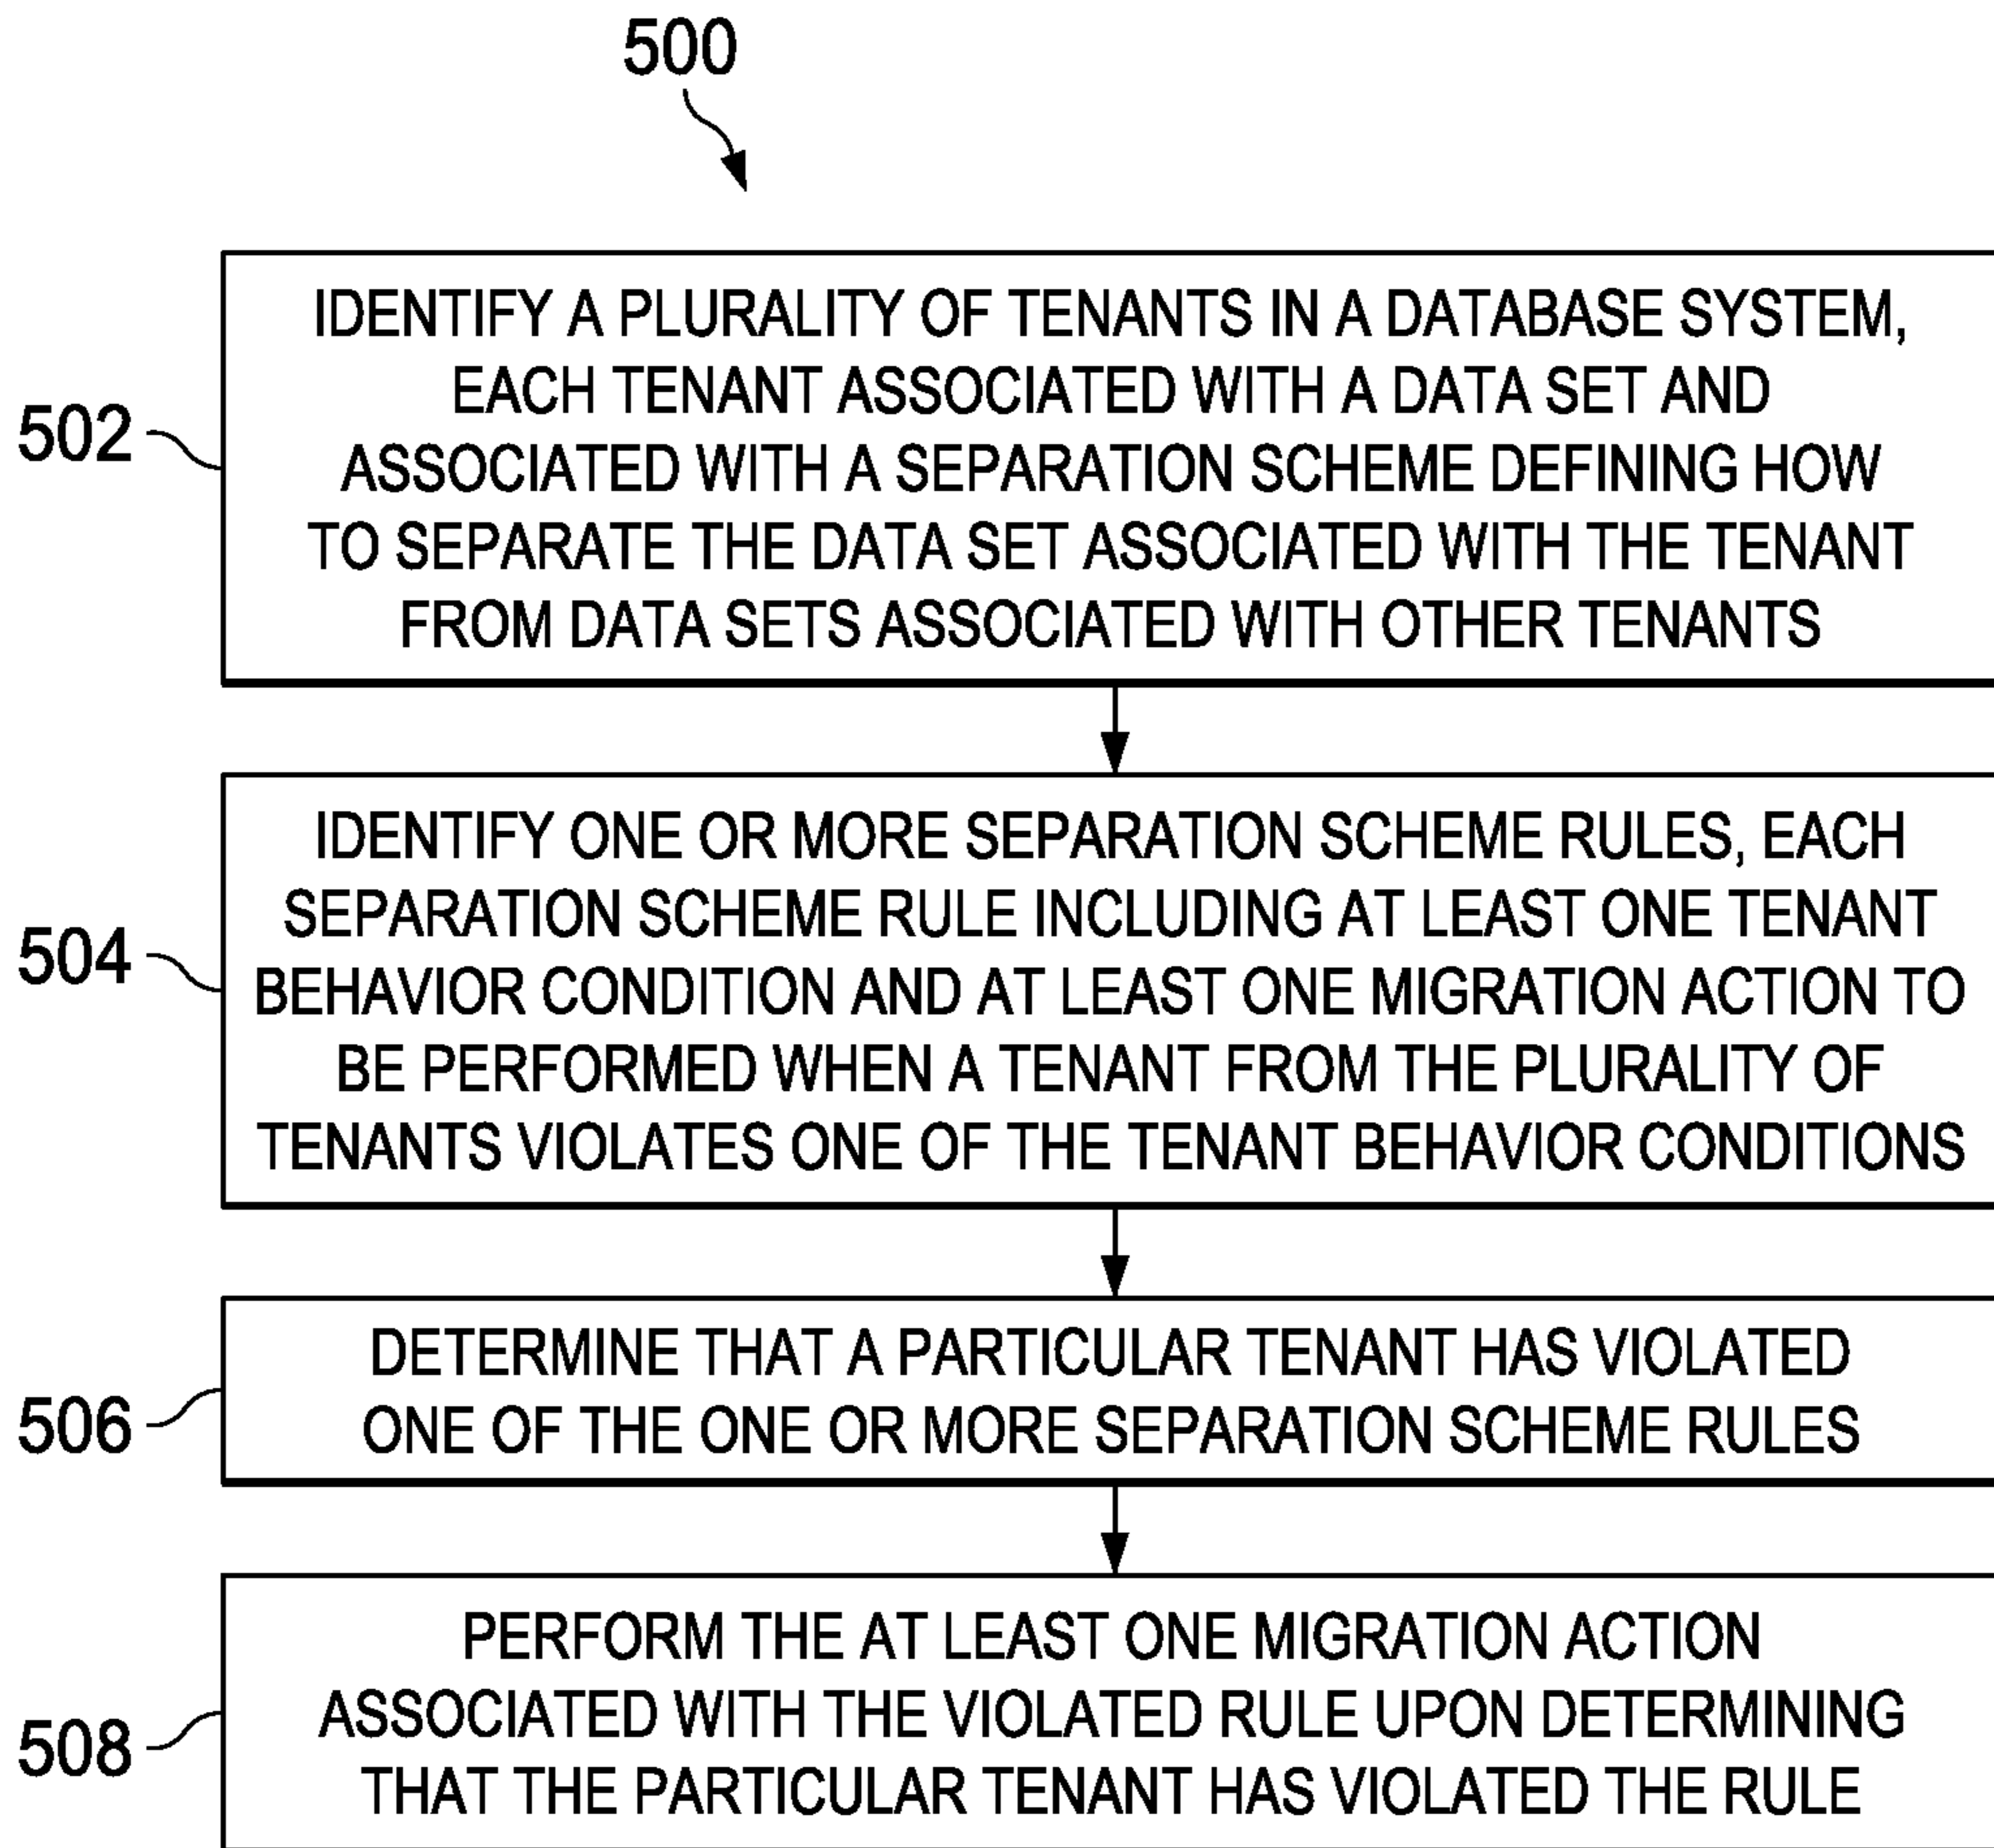 500
502
IDENTIFY A PLURALITY OF TENANTS IN A DATABASE SYSTEM,
EACH TENANT ASSOCIATED WITH A DATA SET AND
ASSOCIATED WITH A SEPARATION SCHEME DEFINING HOW
TO SEPARATE THE DATA SET ASSOCIATED WITH THE TENANT
FROM DATA SETS ASSOCIATED WITH OTHER TENANTS
504
IDENTIFY ONE OR MORE SEPARATION SCHEME RULES, EACH
SEPARATION SCHEME RULE INCLUDING AT LEAST ONE TENANT
BEHAVIOR CONDITION AND AT LEAST ONE MIGRATION ACTION TO
BE PERFORMED WHEN A TENANT FROM THE PLURALITY OF
TENANTS VIOLATES ONE OF THE TENANT BEHAVIOR CONDITIONS
506
DETERMINE THAT A PARTICULAR TENANT HAS VIOLATED
ONE OF THE ONE OR MORE SEPARATION SCHEME RULES
508
PERFORM THE AT LEAST ONE MIGRATION ACTION
ASSOCIATED WITH THE VIOLATED RULE UPON DETERMINING
THAT THE PARTICULAR TENANT HAS VIOLATED THE RULE